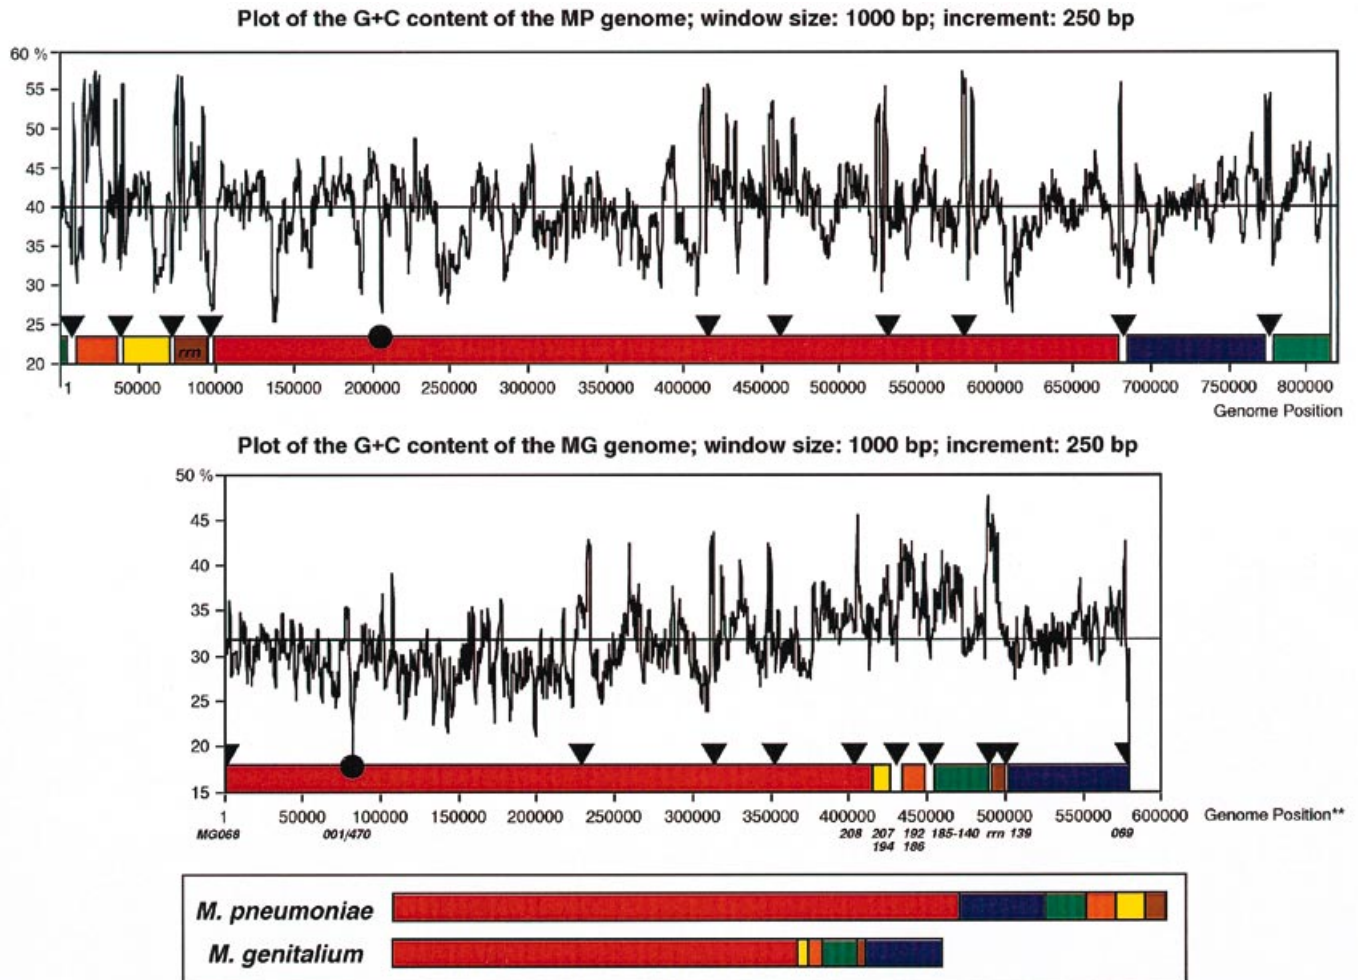 Plot of the G+C content of the MP genome; window size: 1000 bp; increment: 250 bp
60 %
55
50
45
40
35
30
25
20
rrn
1 50000 100000 150000 200000 250000 300000 350000 400000 450000 500000 550000 600000 650000 700000 750000 800000
Genome Position
Plot of the G+C content of the MG genome; window size: 1000 bp; increment: 250 bp
50 %
45
40
35
30
25
20
15
1 50000 100000 150000 200000 250000 300000 350000 400000 450000 500000 550000 600000 Genome Position**
MG069 001/470 208 207 192 185-140 rrn 139 069
194 186
M. pneumoniae
M. genitalium